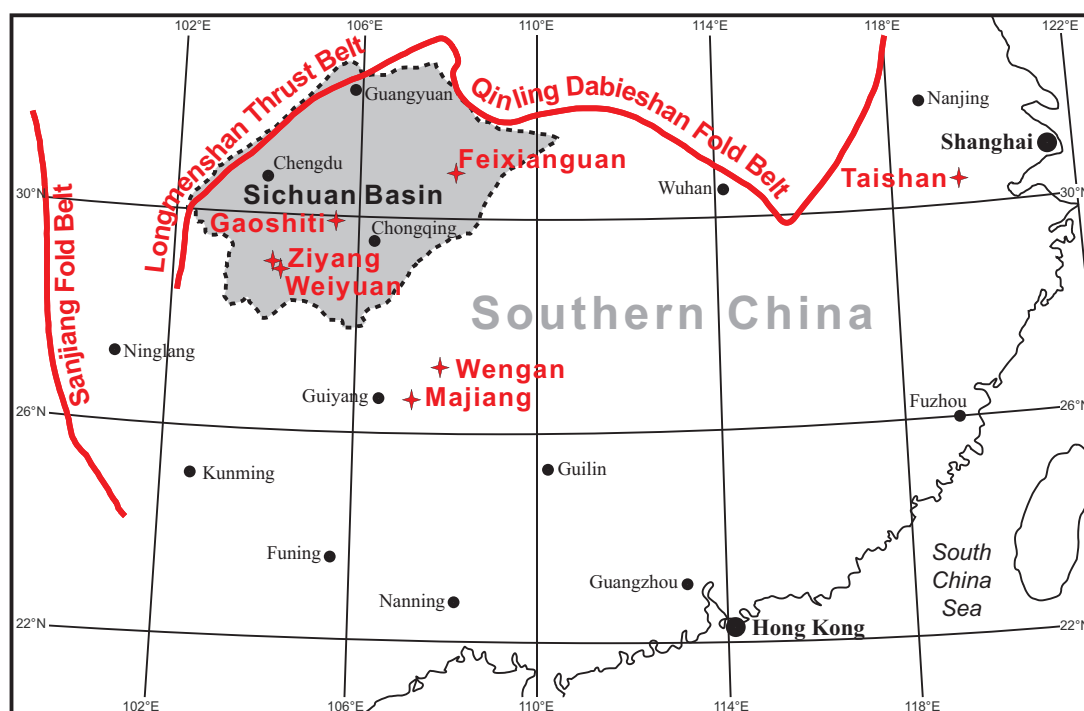 102°E
106°E
110°E
114°E
118°E
122°E
Longmenshan Thrust Belt
Qinling Dabieshan Fold Belt
Sanjiang Fold Belt
Guangyuan
Nanjing
Shanghai
Feixianguan
Chengdu
Taishan
Wuhan
30°N
30°N
Sichuan Basin
Gaoshiti
Chongqing
Ziyang
Weiyuan
Southern China
Ninglang
Wengan
Guiyang
Majiang
Fuzhou
26°N
26°N
Kunming
Guilin
Funing
South
China
Sea
Guangzhou
Nanning
22°N
22°N
Hong Kong
102°E
106°E
110°E
114°E
118°E